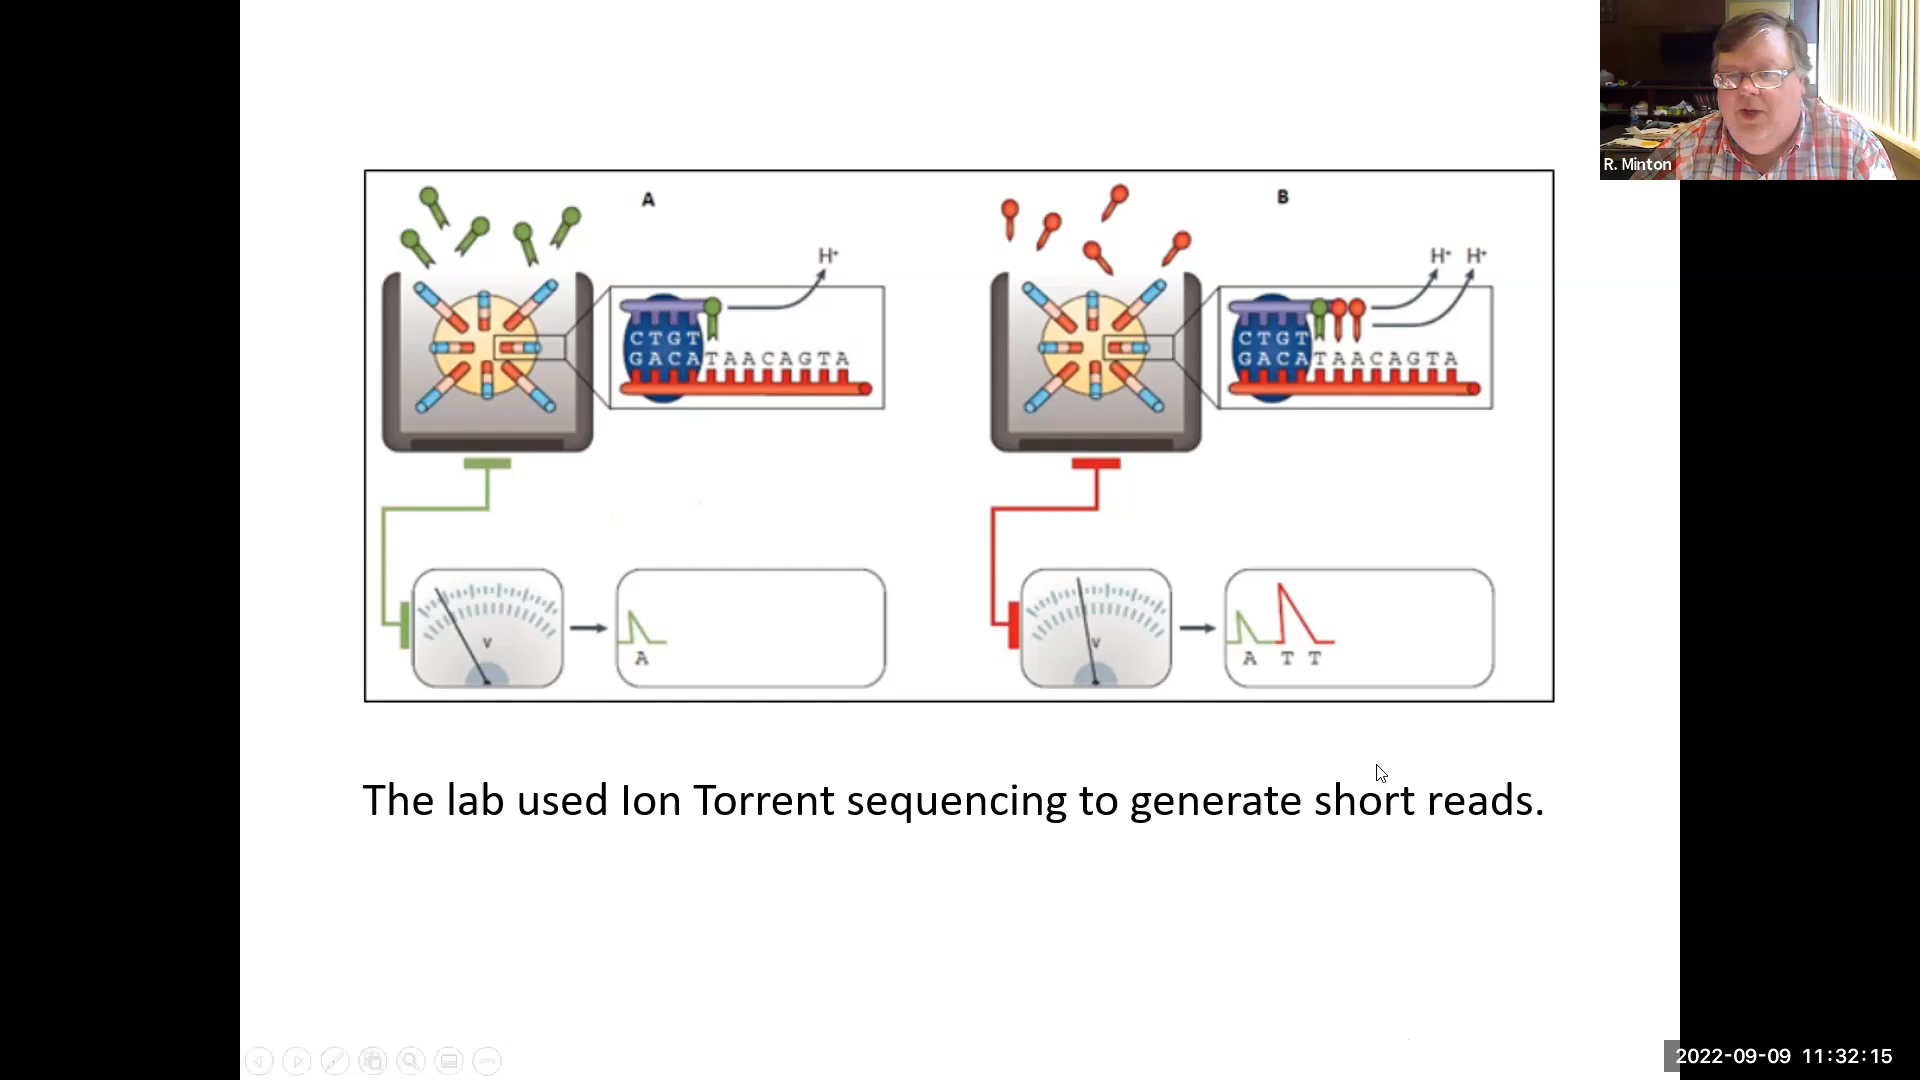 R. Minton
A
B
H+
H+ H+
CTGT
GACATAACAGTA
CTGT
GACATAACAGTA
V
A
V
A T T
The lab used Ion Torrent sequencing to generate short reads.
2022-09-09 11:32:15